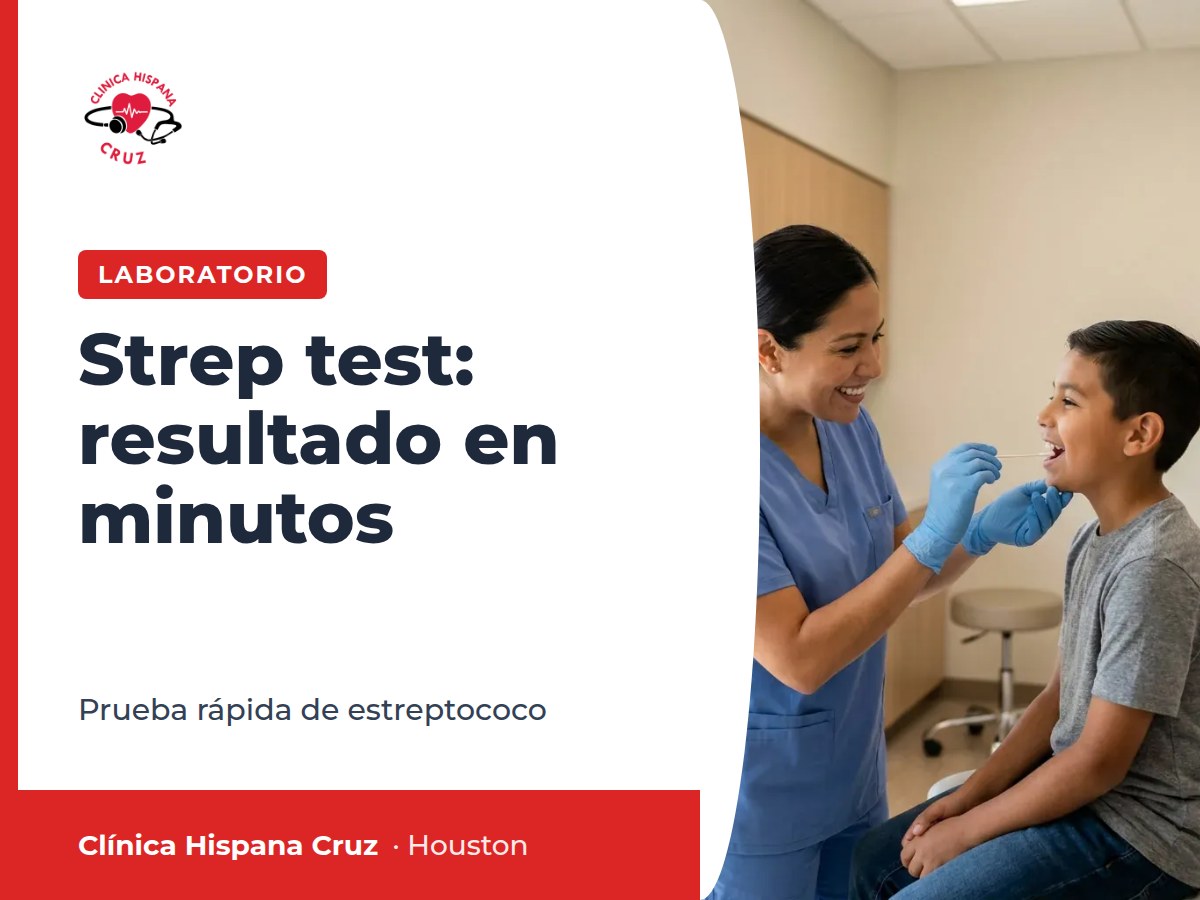 CLINICA HISPANA
CRUZ
LABORATORIO
Strep test:
resultado en
minutos
Prueba rápida de estreptococo
Clínica Hispana Cruz · Houston